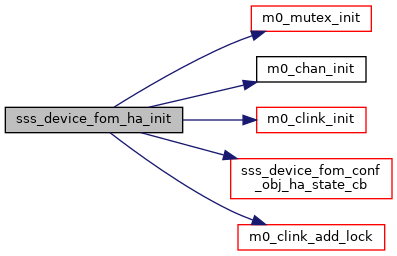 m0_mutex_init
m0_chan_init
sss_device_fom_ha_init
m0_clink_init
sss_device_fom_conf
_obj_ha_state_cb
m0_clink_add_lock